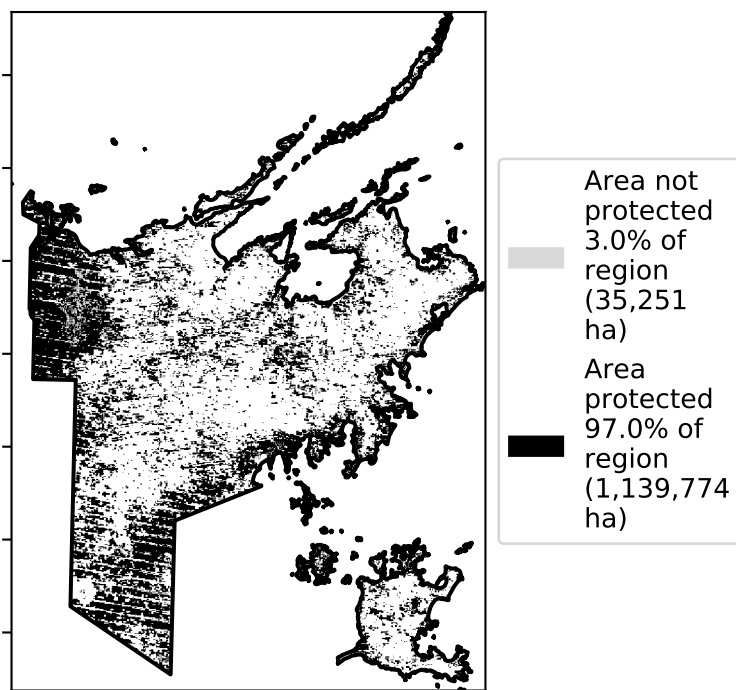 Area not
protected
3.0% of
region
(35,251
ha)
Area
protected
97.0% of
region
(1,139,774
ha)